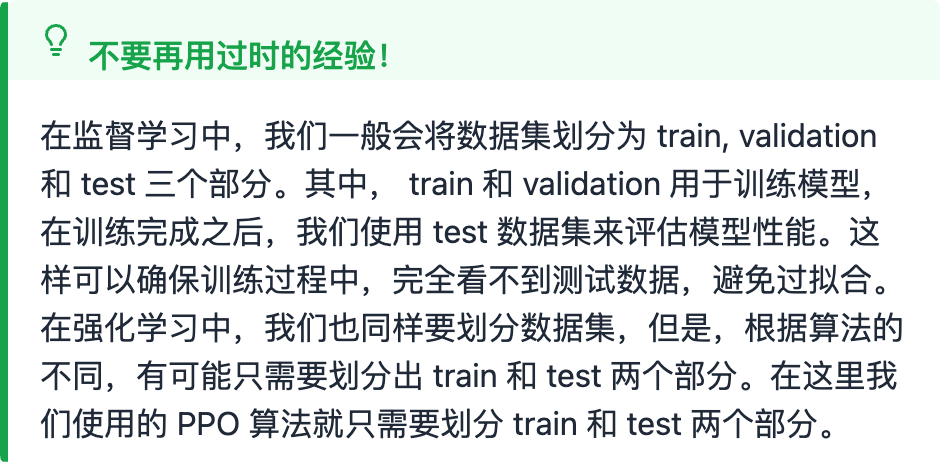 不要再用过时的经验！
在监督学习中，我们一般会将数据集划分为 train, validation
和 test 三个部分。其中， train 和 validation 用于训练模型，
在训练完成之后，我们使用 test 数据集来评估模型性能。这
样可以确保训练过程中，完全看不到测试数据，避免过拟合。
在强化学习中，我们也同样要划分数据集，但是，根据算法的
不同，有可能只需要划分出 train 和 test 两个部分。在这里我
们使用的 PPO 算法就只需要划分 train 和 test 两个部分。